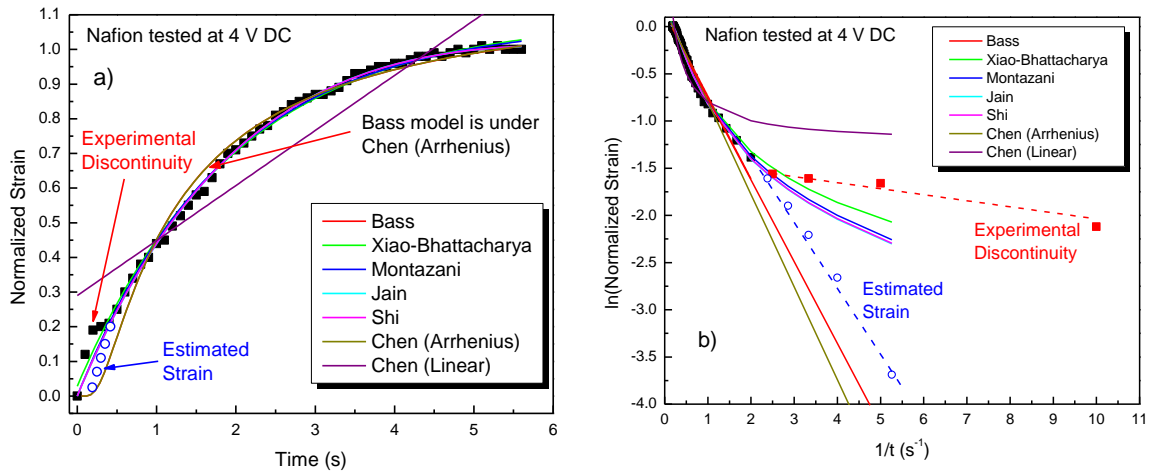 Nafion tested at 4 V DC
a)
Experimental
Discontinuity
Bass model is under
Chen (Arrhenius)
Estimated
Strain
Bass
Xiao-Bhattacharya
Montazani
Jain
Shi
Chen (Arrhenius)
Chen (Linear)
Normalized Strain
1.1
1.0
0.9
0.8
0.7
0.6
0.5
0.4
0.3
0.2
0.1
0.0
0 1 2 3 4 5 6
Time (s)
Nafion tested at 4 V DC
Bass
Xiao-Bhattacharya
Montazani
Jain
Shi
Chen (Arrhenius)
Chen (Linear)
Experimental
Discontinuity
Estimated
Strain
b)
ln(Normalized Strain)
0.0
-0.5
-1.0
-1.5
-2.0
-2.5
-3.0
-3.5
-4.0
0 1 2 3 4 5 6 7 8 9 10
1/t (s⁻¹)